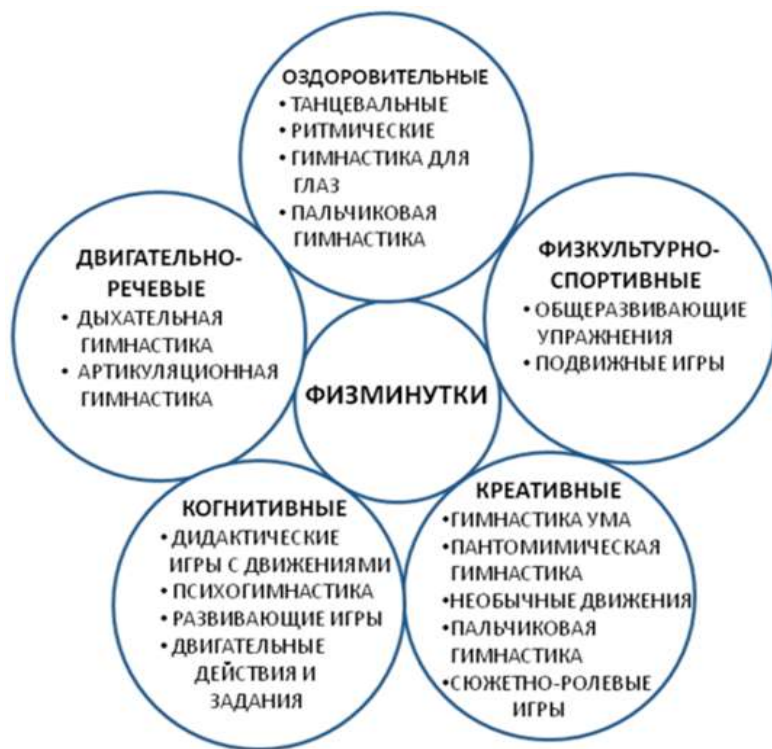 ОЗДОРОВИТЕЛЬНЫЕ
• ТАНЦЕВАЛЬНЫЕ
• РИТМИЧЕСКИЕ
• ГИМНАСТИКА ДЛЯ
ГЛАЗ
• ПАЛЬЧИКОВАЯ
ГИМНАСТИКА
ДВИГАТЕЛЬНО-
РЕЧЕВЫЕ
• ДЫХАТЕЛЬНАЯ
ГИМНАСТИКА
• АРТИКУЛЯЦИОННАЯ
ГИМНАСТИКА
ФИЗКУЛЬТУРНО-
СПОРТИВНЫЕ
• ОБЩЕРАЗВИВАЮЩИЕ
УПРАЖНЕНИЯ
• ПОДВИЖНЫЕ ИГРЫ
ФИЗМИНУТКИ
КОГНИТИВНЫЕ
• ДИДАКТИЧЕСКИЕ
ИГРЫ С ДВИЖЕНИЯМИ
• ПСИХОГИМНАСТИКА
• РАЗВИВАЮЩИЕ ИГРЫ
• ДВИГАТЕЛЬНЫЕ
ДЕЙСТВИЯ И
ЗАДАНИЯ
КРЕАТИВНЫЕ
• ГИМНАСТИКА УМА
• ПАНТОМИМИЧЕСКАЯ
ГИМНАСТИКА
• НЕОБЫЧНЫЕ ДВИЖЕНИЯ
• ПАЛЬЧИКОВАЯ
ГИМНАСТИКА
• СЮЖЕТНО-РОЛЕВЫЕ
ИГРЫ